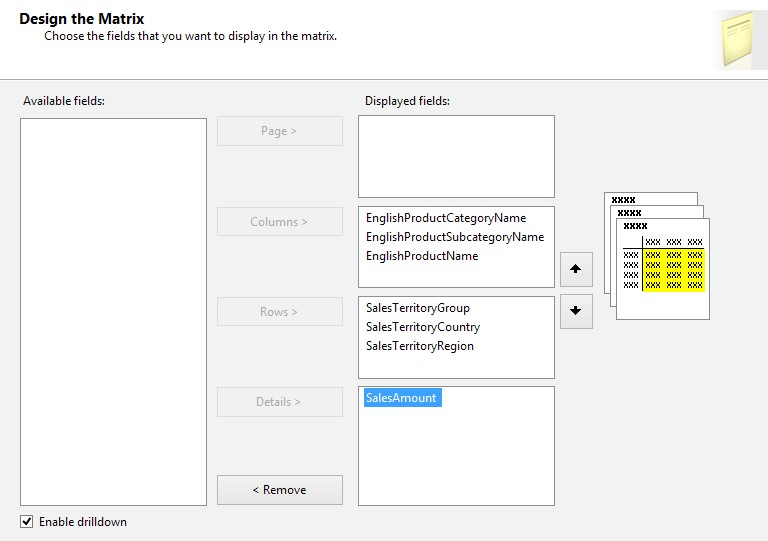 Design the Matrix
Choose the fields that you want to display in the matrix.
Available fields:
Displayed fields:
Page >
Columns >
EnglishProductCategoryName
EnglishProductSubcategoryName
EnglishProductName
Rows >
SalesTerritoryGroup
SalesTerritoryCountry
SalesTerritoryRegion
Details >
SalesAmount
< Remove
Enable drilldown
xxxx
xxxx
xxxx
xxx xxx xxx
xxx xxx xxx xxx
xxx xxx xxx xxx
xxx xxx xxx xxx
xxx xxx xxx xxx